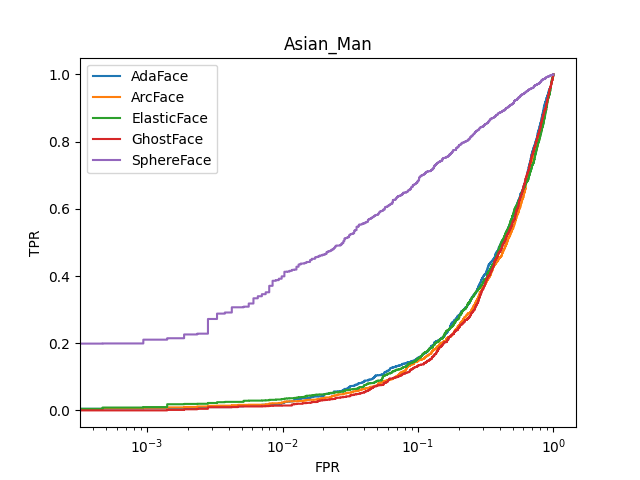 Asian_Man
AdaFace
ArcFace
ElasticFace
GhostFace
SphereFace
TPR
1.0
0.8
0.6
0.4
0.2
0.0
10⁻³ 10⁻² 10⁻¹ 10⁰
FPR